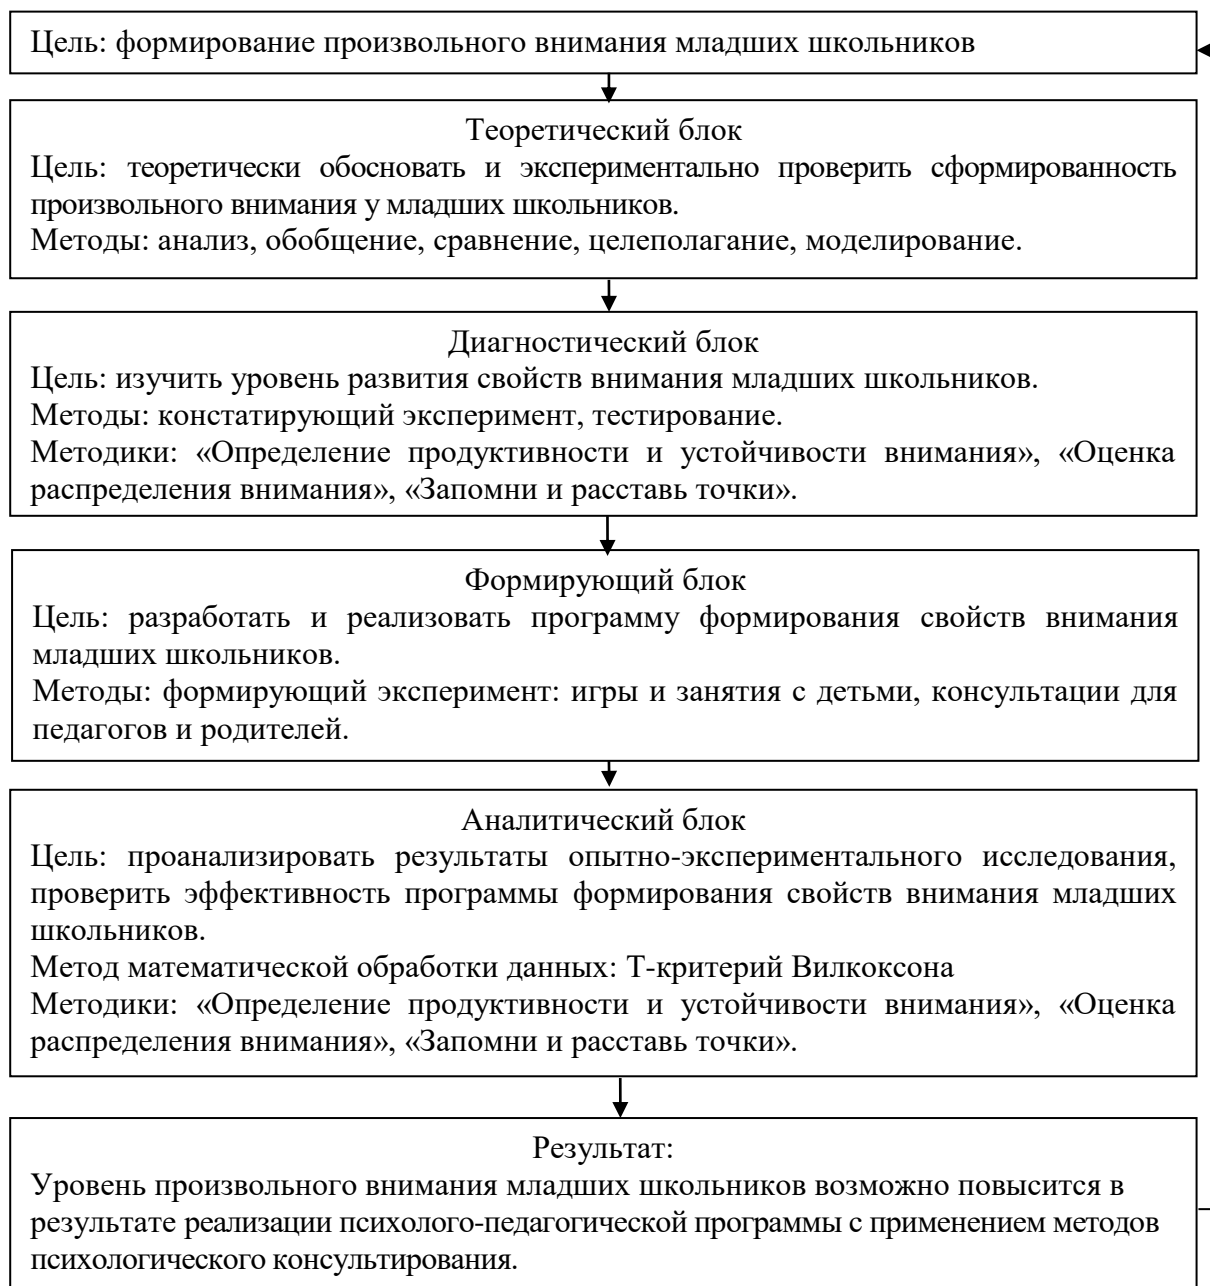 Цель: формирование произвольного внимания младших школьников
Теоретический блок
Цель: теоретически обосновать и экспериментально проверить сформированность
произвольного внимания у младших школьников.
Методы: анализ, обобщение, сравнение, целеполагание, моделирование.
Диагностический блок
Цель: изучить уровень развития свойств внимания младших школьников.
Методы: констатирующий эксперимент, тестирование.
Методики: «Определение продуктивности и устойчивости внимания», «Оценка
распределения внимания», «Запомни и расставь точки».
Формирующий блок
Цель: разработать и реализовать программу формирования свойств внимания
младших школьников.
Методы: формирующий эксперимент: игры и занятия с детьми, консультации для
педагогов и родителей.
Аналитический блок
Цель: проанализировать результаты опытно-экспериментального исследования,
проверить эффективность программы формирования свойств внимания младших
школьников.
Метод математической обработки данных: Т-критерий Вилкоксона
Методики: «Определение продуктивности и устойчивости внимания», «Оценка
распределения внимания», «Запомни и расставь точки».
Результат:
Уровень произвольного внимания младших школьников возможно повысится в
результате реализации психолого-педагогической программы с применением методов
психологического консультирования.